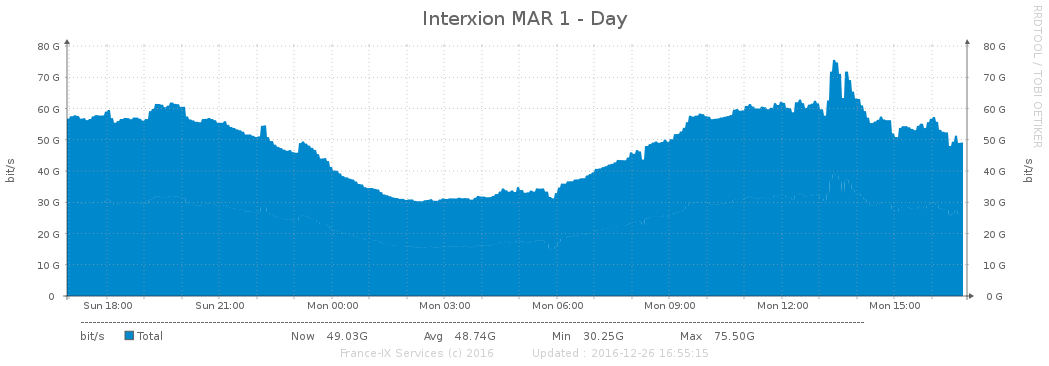 Interxion MAR 1 - Day
RRDTOOL / TOBI OETIKER
80 G 80 G
70 G 70 G
60 G 60 G
50 G 50 G
40 G 40 G
30 G 30 G
20 G 20 G
10 G 10 G
0 0 G
bit/s bit/s
Sun 18:00 Sun 21:00 Mon 00:00 Mon 03:00 Mon 06:00 Mon 09:00 Mon 12:00 Mon 15:00
bit/s Total Now 49.03G Avg 48.74G Min 30.25G Max 75.50G
France-IX Services (c) 2016 Updated : 2016-12-26 16:55:15